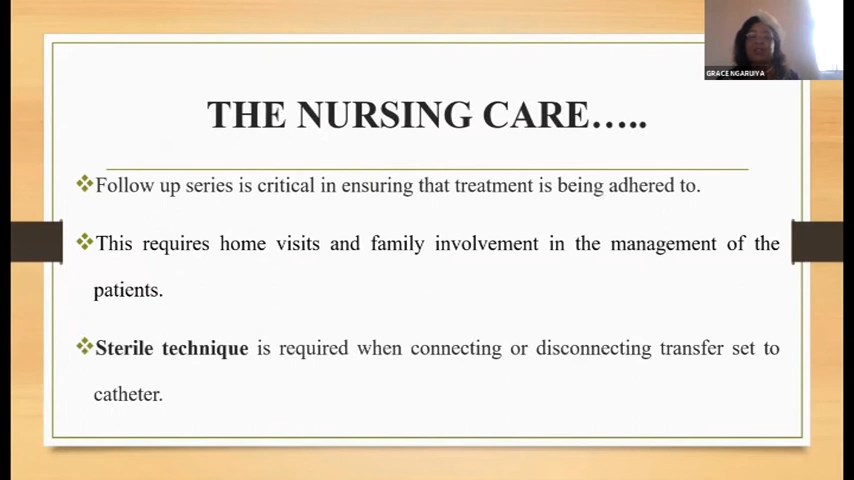 GRACE NGARUIYA
THE NURSING CARE…..
Follow up series is critical in ensuring that treatment is being adhered to.
This requires home visits and family involvement in the management of the
patients.
Sterile technique is required when connecting or disconnecting transfer set to
catheter.